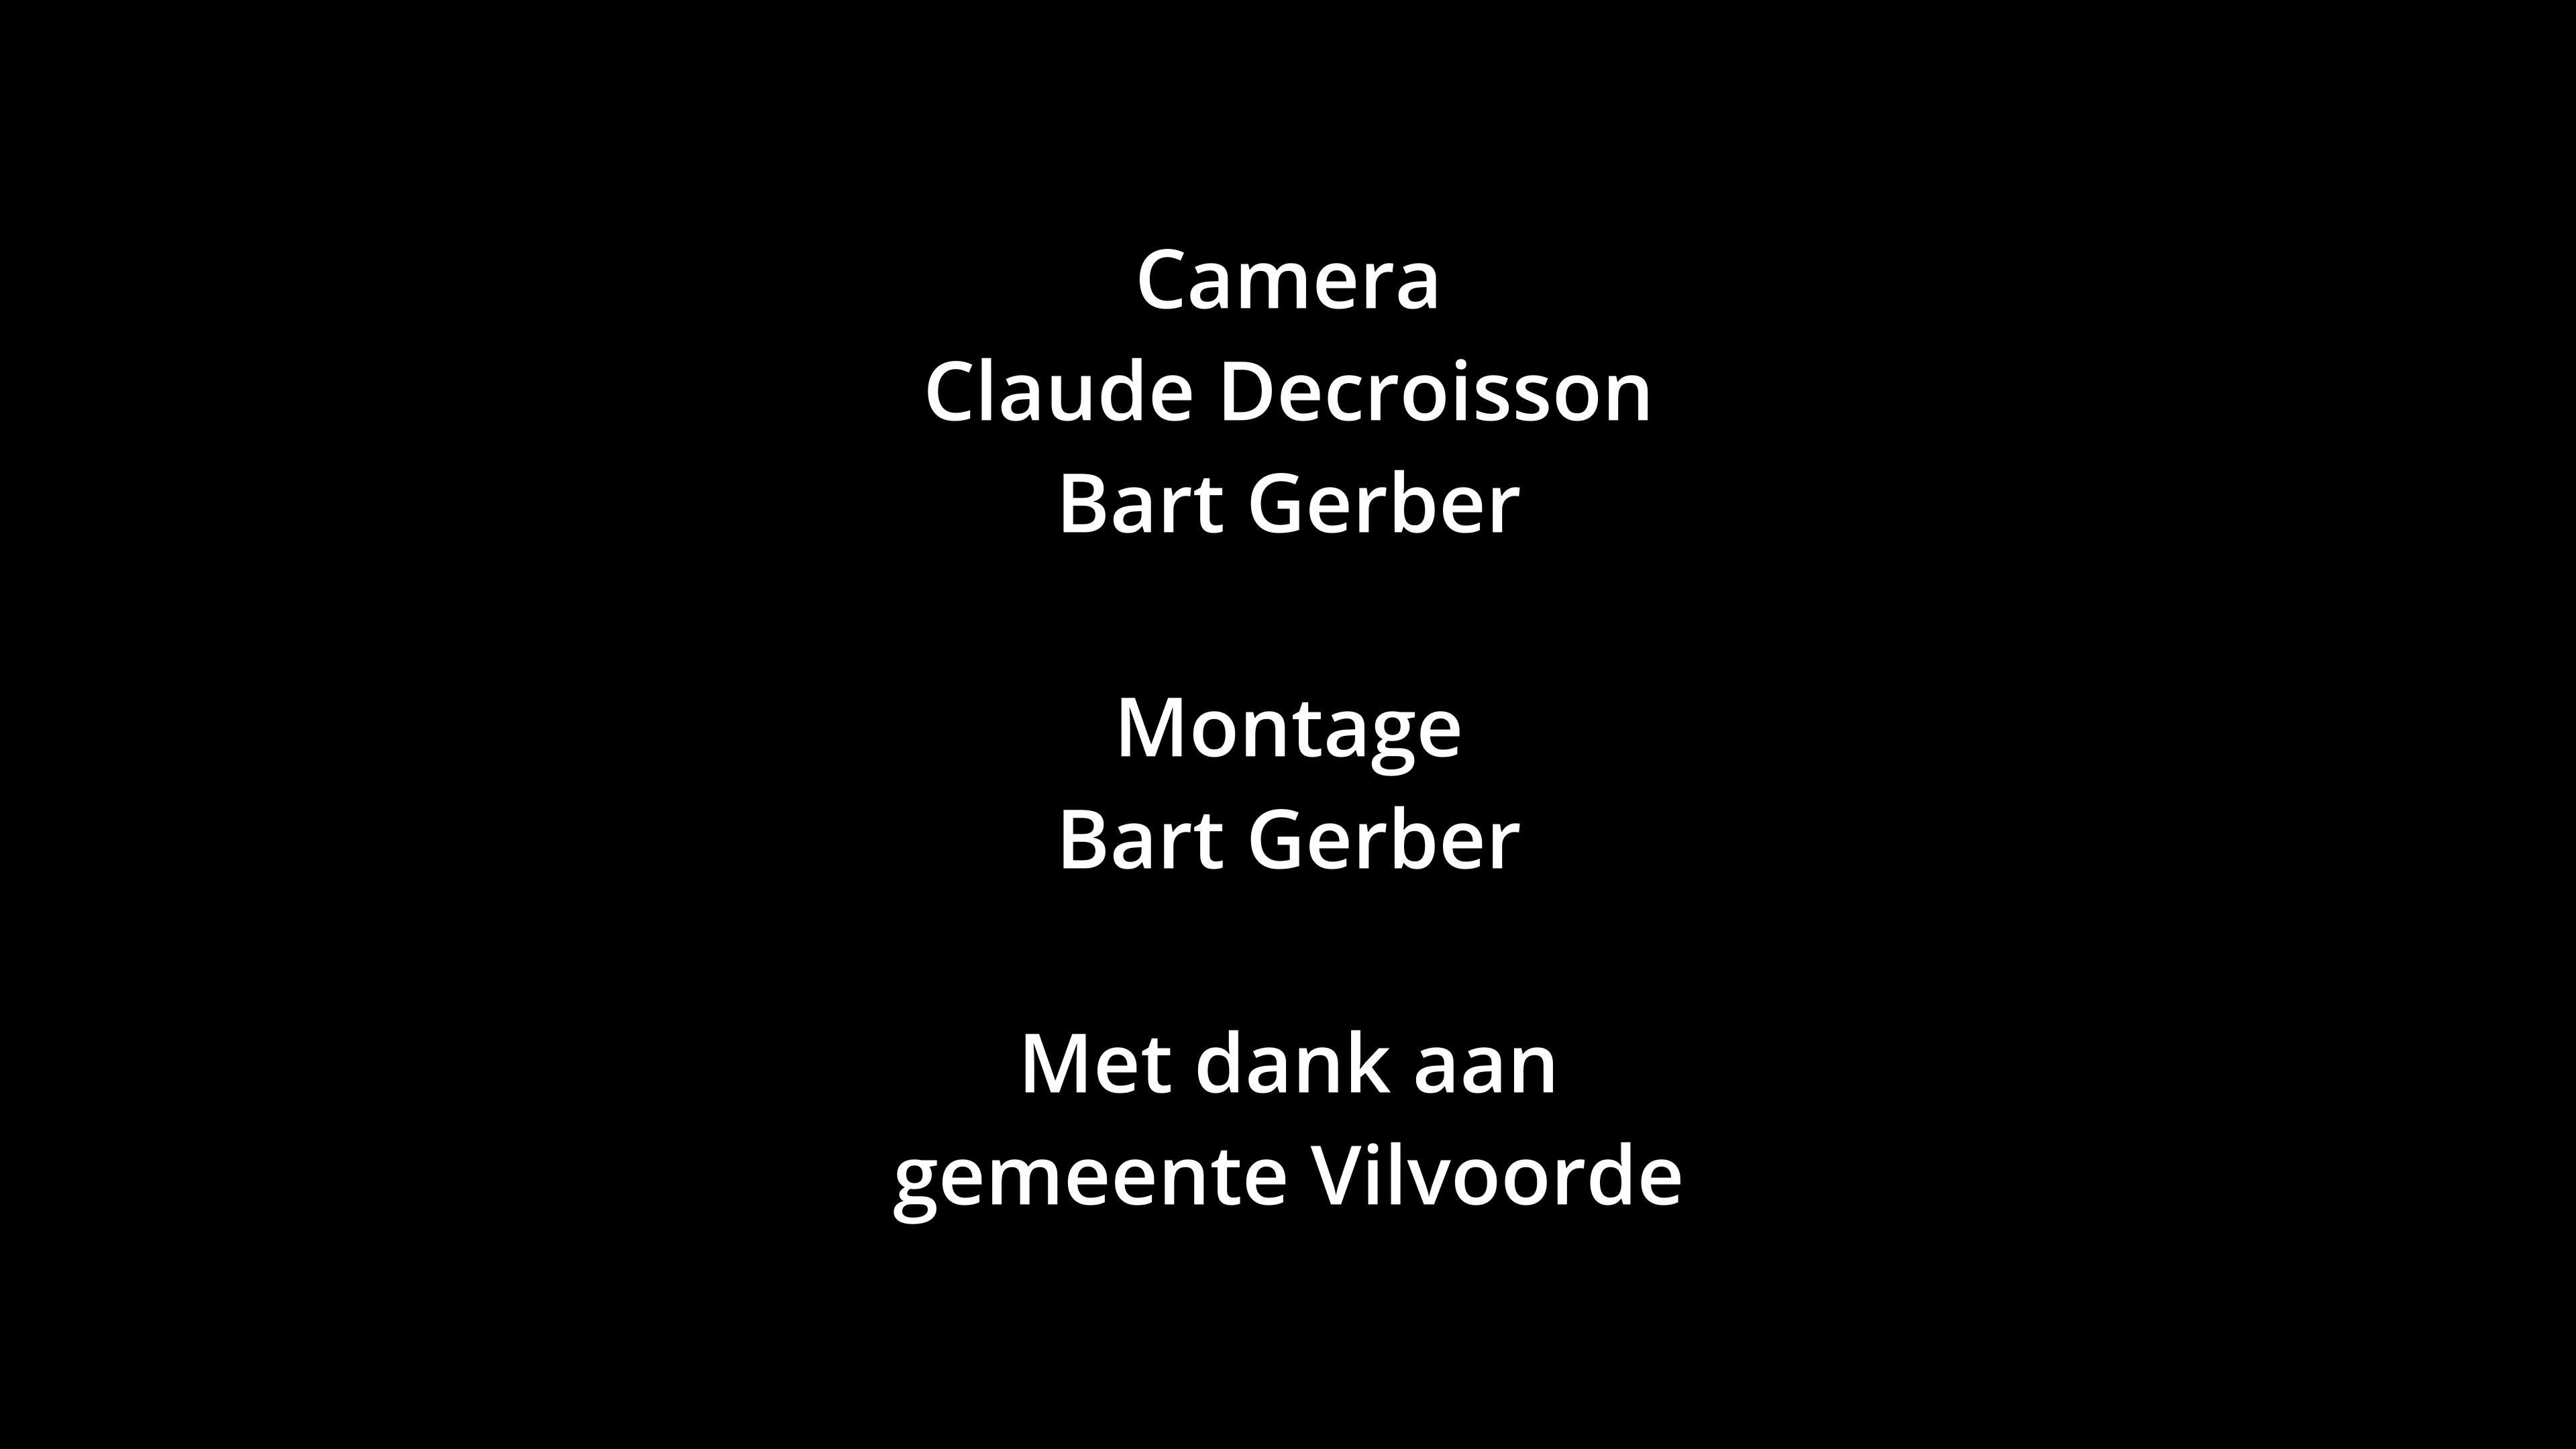 Camera
Claude Decroisson
Bart Gerber
Montage
Bart Gerber
Met dank aan
gemeente Vilvoorde